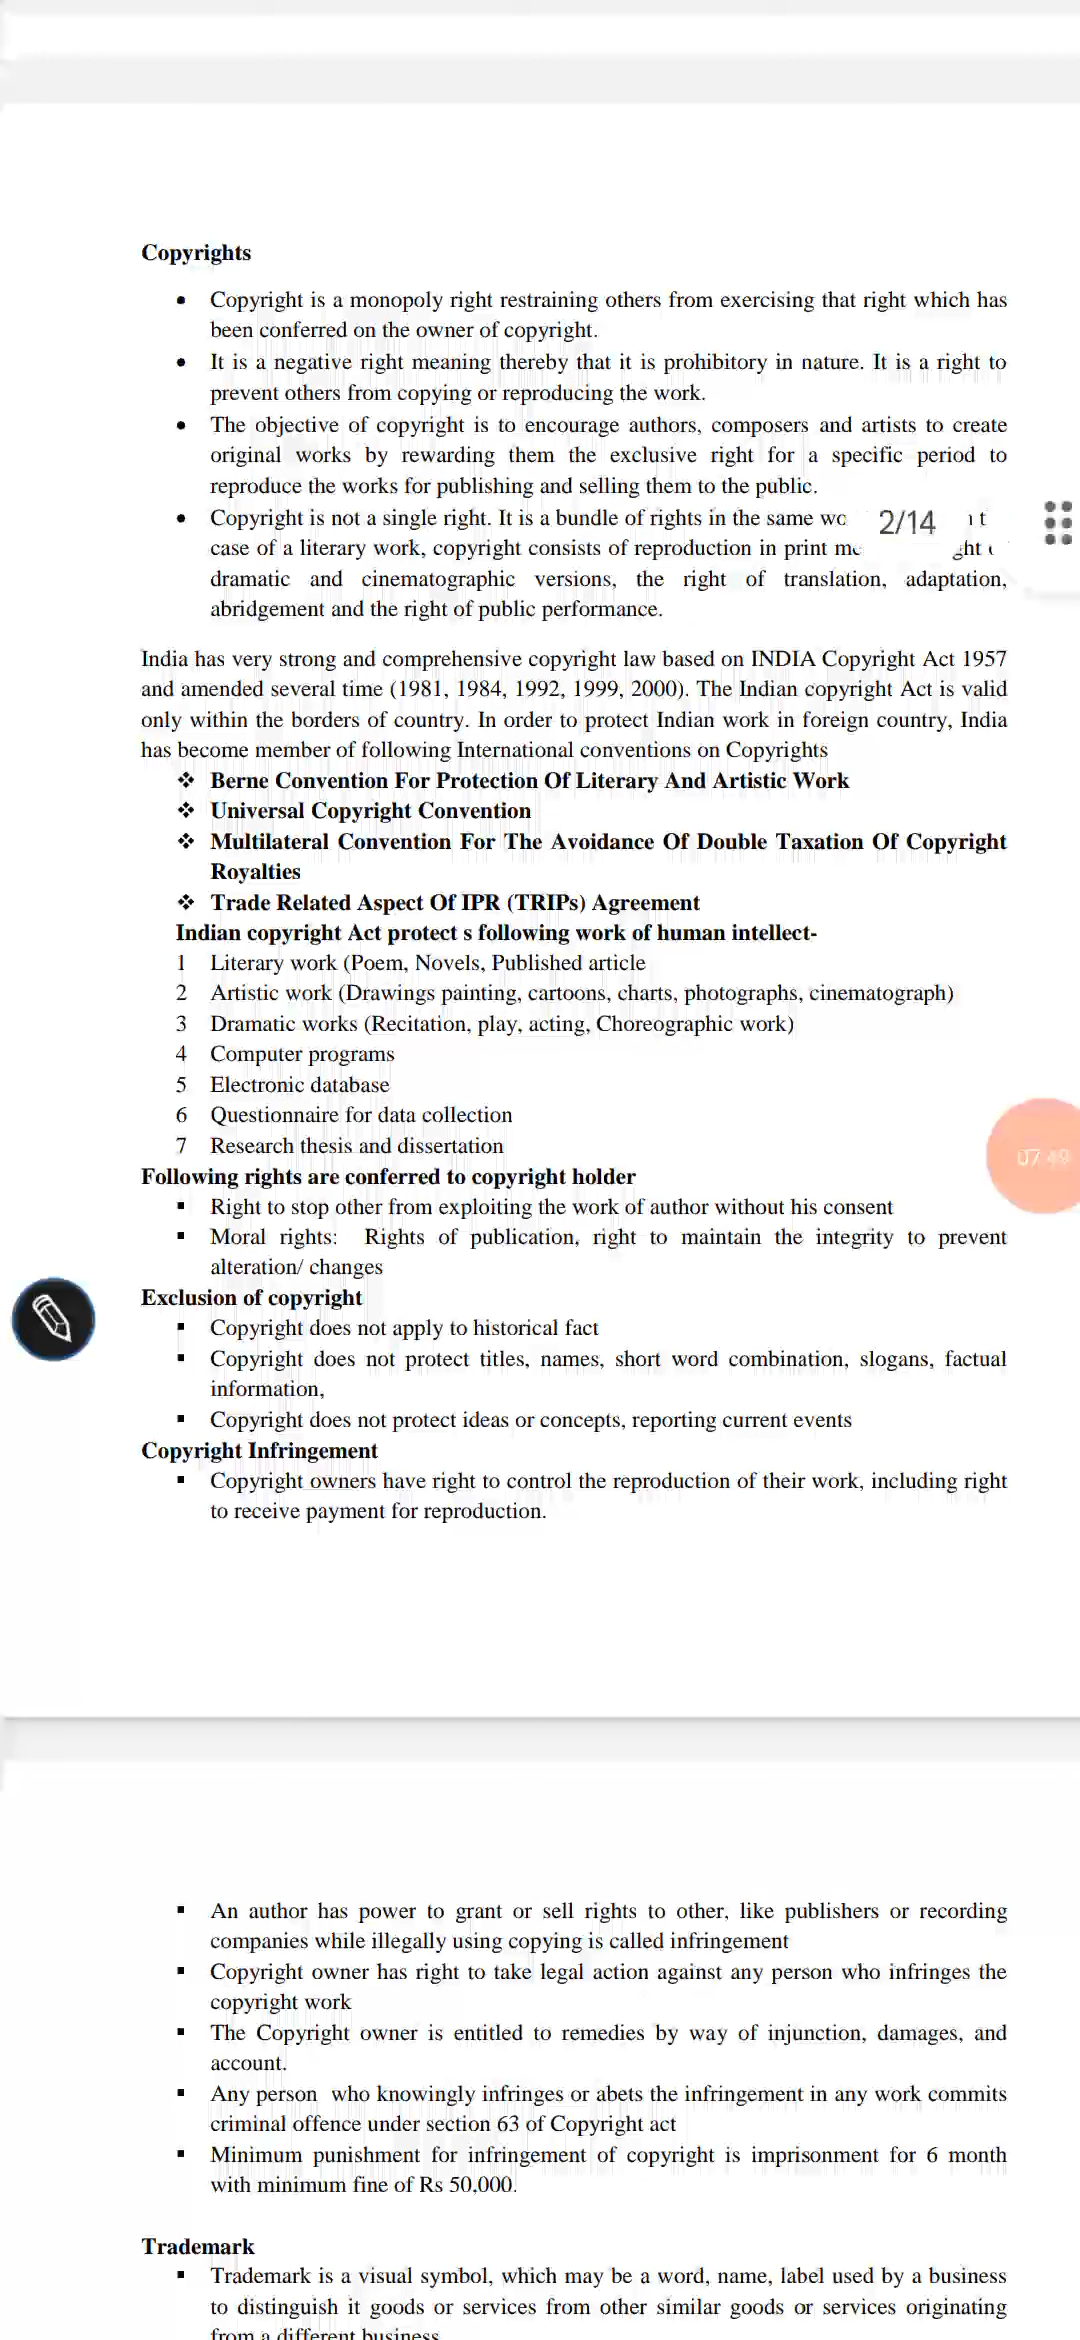 Copyrights
• Copyright is a monopoly right restraining others from exercising that right which has
been conferred on the owner of copyright.
• It is a negative right meaning thereby that it is prohibitory in nature. It is a right to
prevent others from copying or reproducing the work.
• The objective of copyright is to encourage authors, composers and artists to create
original works by rewarding them the exclusive right for a specific period to
reproduce the works for publishing and selling them to the public.
• Copyright is not a single right. It is a bundle of rights in the same
2/14
case of a literary work, copyright consists of reproduction in print
dramatic and cinematographic versions, the right of translation, adaptation,
abridgement and the right of public performance.
India has very strong and comprehensive copyright law based on INDIA Copyright Act 1957
and amended several time (1981, 1984, 1992, 1999, 2000). The Indian copyright Act is valid
only within the borders of country. In order to protect Indian work in foreign country, India
has become member of following International conventions on Copyrights
❖ Berne Convention For Protection Of Literary And Artistic Work
❖ Universal Copyright Convention
❖ Multilateral Convention For The Avoidance Of Double Taxation Of Copyright
Royalties
❖ Trade Related Aspect Of IPR (TRIPs) Agreement
Indian copyright Act protect s following work of human intellect-
1 Literary work (Poem, Novels, Published article
2 Artistic work (Drawings painting, cartoons, charts, photographs, cinematograph)
3 Dramatic works (Recitation, play, acting, Choreographic work)
4 Computer programs
5 Electronic database
6 Questionnaire for data collection
7 Research thesis and dissertation
07:49
Following rights are conferred to copyright holder
▪ Right to stop other from exploiting the work of author without his consent
▪ Moral rights: Rights of publication, right to maintain the integrity to prevent
alteration/ changes
Exclusion of copyright
▪ Copyright does not apply to historical fact
▪ Copyright does not protect titles, names, short word combination, slogans, factual
information,
▪ Copyright does not protect ideas or concepts, reporting current events
Copyright Infringement
▪ Copyright owners have right to control the reproduction of their work, including right
to receive payment for reproduction.
▪ An author has power to grant or sell rights to other, like publishers or recording
companies while illegally using copying is called infringement
▪ Copyright owner has right to take legal action against any person who infringes the
copyright work
▪ The Copyright owner is entitled to remedies by way of injunction, damages, and
account.
▪ Any person who knowingly infringes or abets the infringement in any work commits
criminal offence under section 63 of Copyright act
▪ Minimum punishment for infringement of copyright is imprisonment for 6 month
with minimum fine of Rs 50,000.
Trademark
▪ Trademark is a visual symbol, which may be a word, name, label used by a business
to distinguish it goods or services from other similar goods or services originating
from a different business